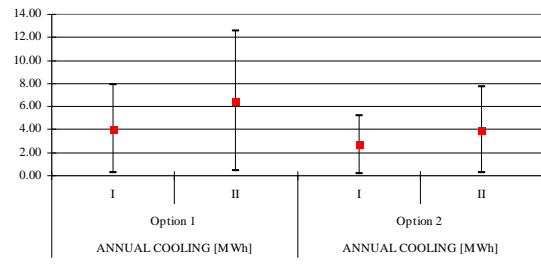 14.00
12.00
10.00
8.00
6.00
4.00
2.00
0.00
I II I II
Option 1 Option 2
ANNUAL COOLING [MWh] ANNUAL COOLING [MWh]